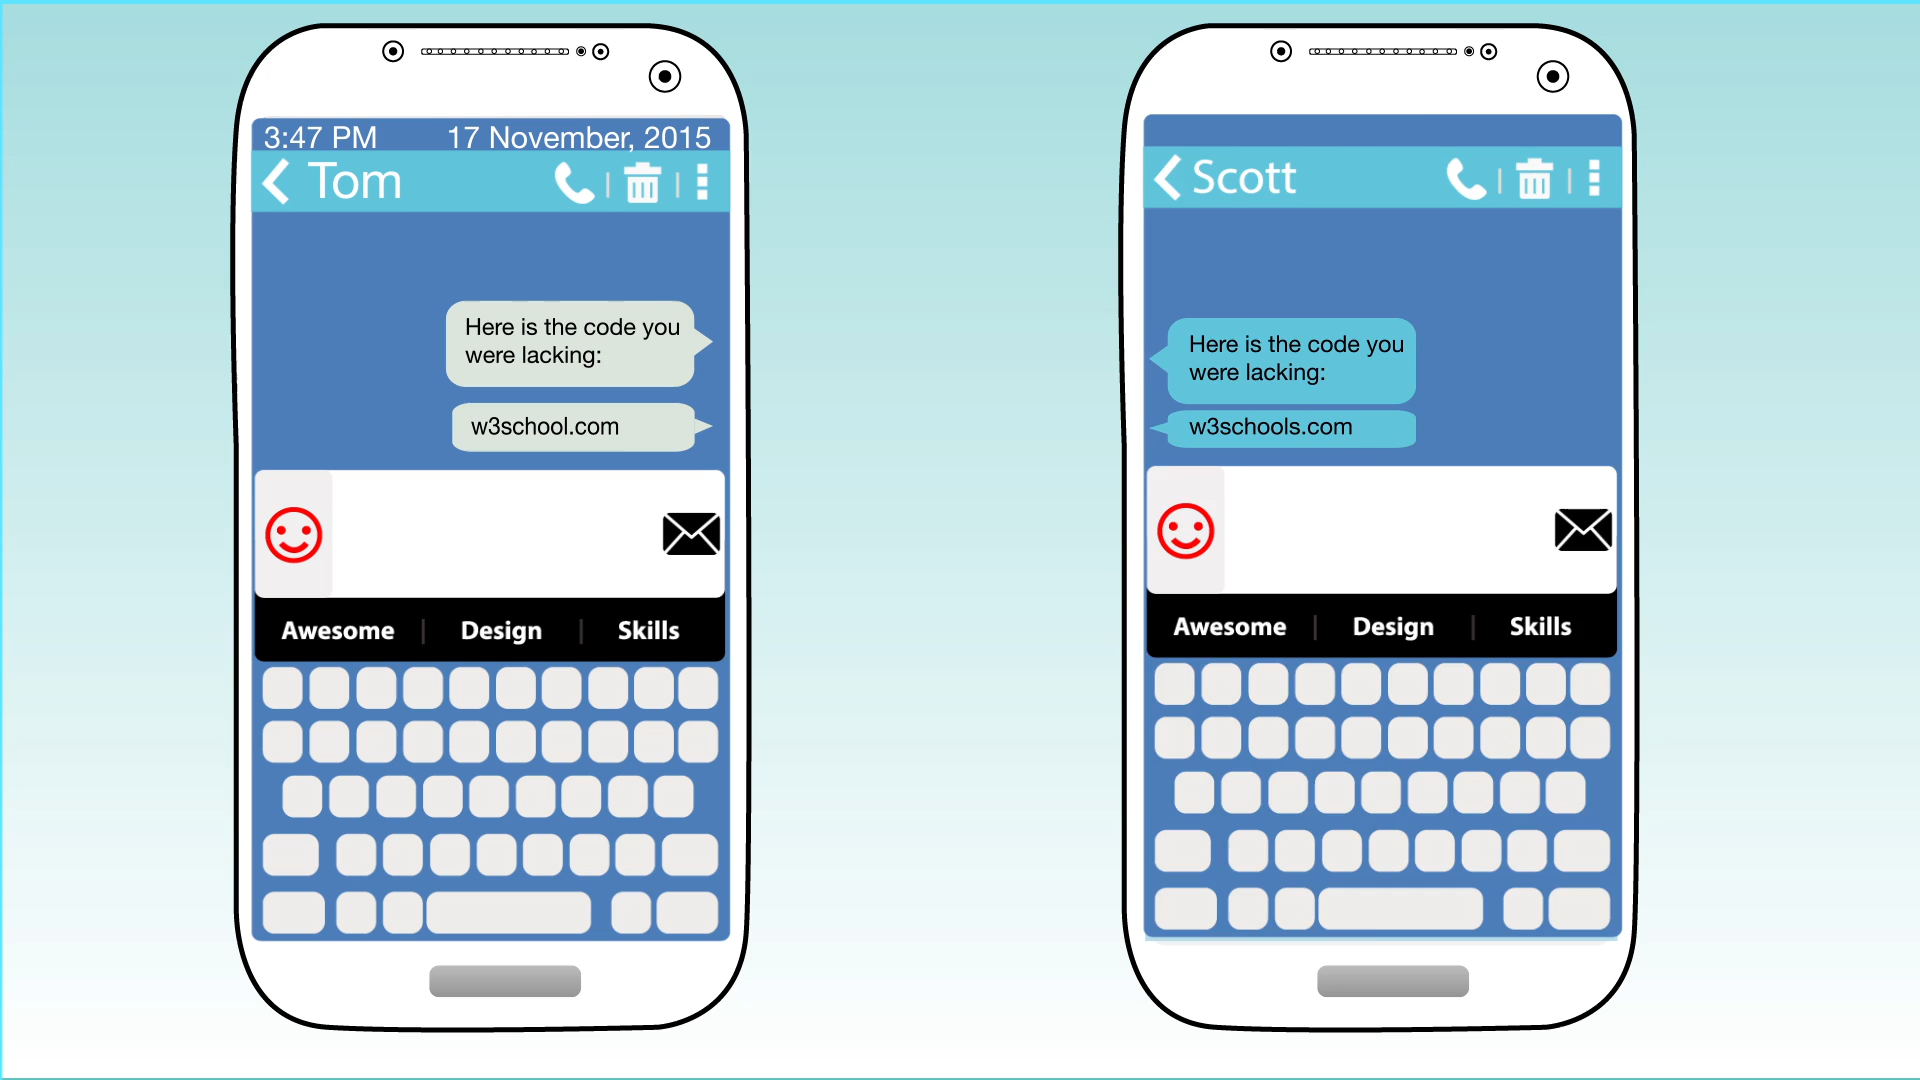 3:47 PM 17 November, 2015
Tom
Here is the code you
were lacking:
w3school.com
Awesome | Design | Skills
Scott
Here is the code you
were lacking:
w3schools.com
Awesome | Design | Skills